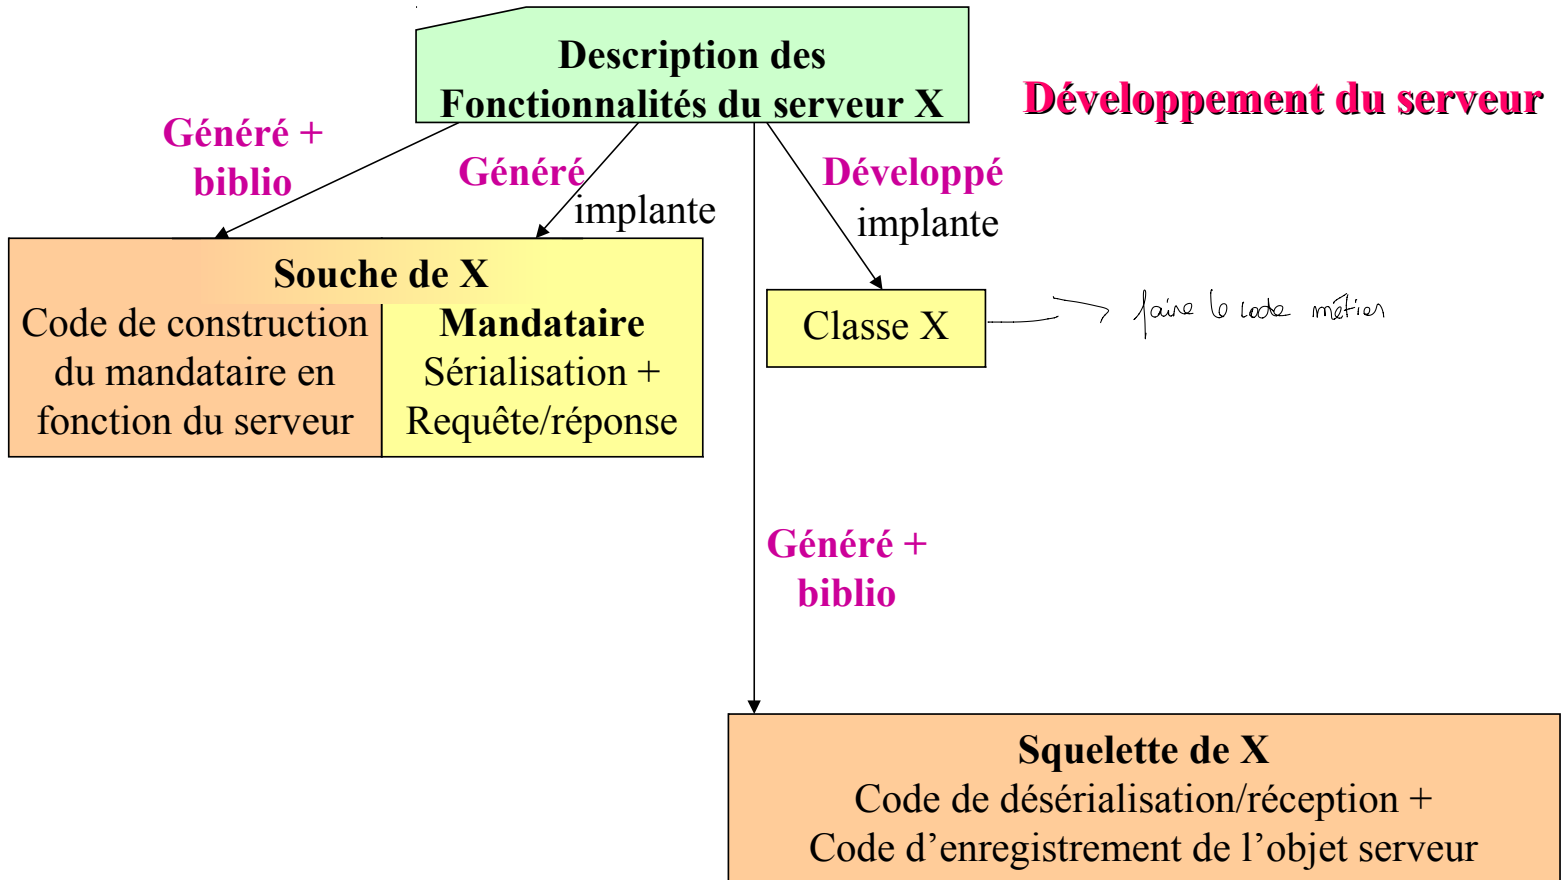 Description des
Fonctionnalités du serveur X
Développement du serveur
Généré +
biblio
Généré
implante
Développé
implante
Souche de X
Code de construction
du mandataire en
fonction du serveur
Mandataire
Sérialisation +
Requête/réponse
Classe X
faire le code métier
Généré +
biblio
Squelette de X
Code de désérialisation/réception +
Code d’enregistrement de l’objet serveur